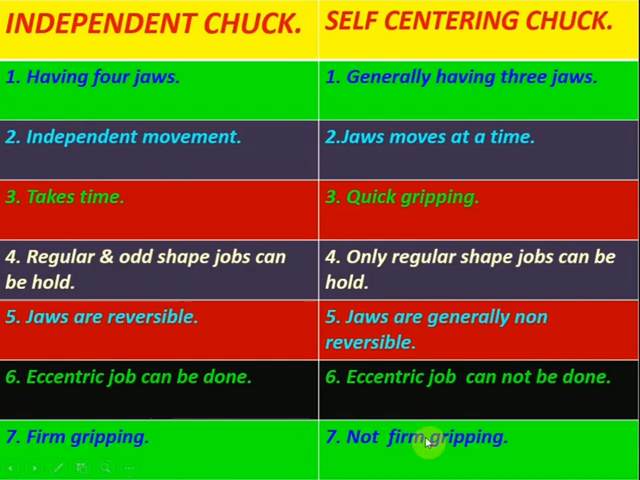 INDEPENDENT CHUCK.
SELF CENTERING CHUCK.
1. Having four jaws.
1. Generally having three jaws.
2. Independent movement.
2.Jaws moves at a time.
3. Takes time.
3. Quick gripping.
4. Regular & odd shape jobs can
be hold.
4. Only regular shape jobs can be
hold.
5. Jaws are reversible.
5. Jaws are generally non
reversible.
6. Eccentric job can be done.
6. Eccentric job can not be done.
7. Firm gripping.
7. Not firm gripping.